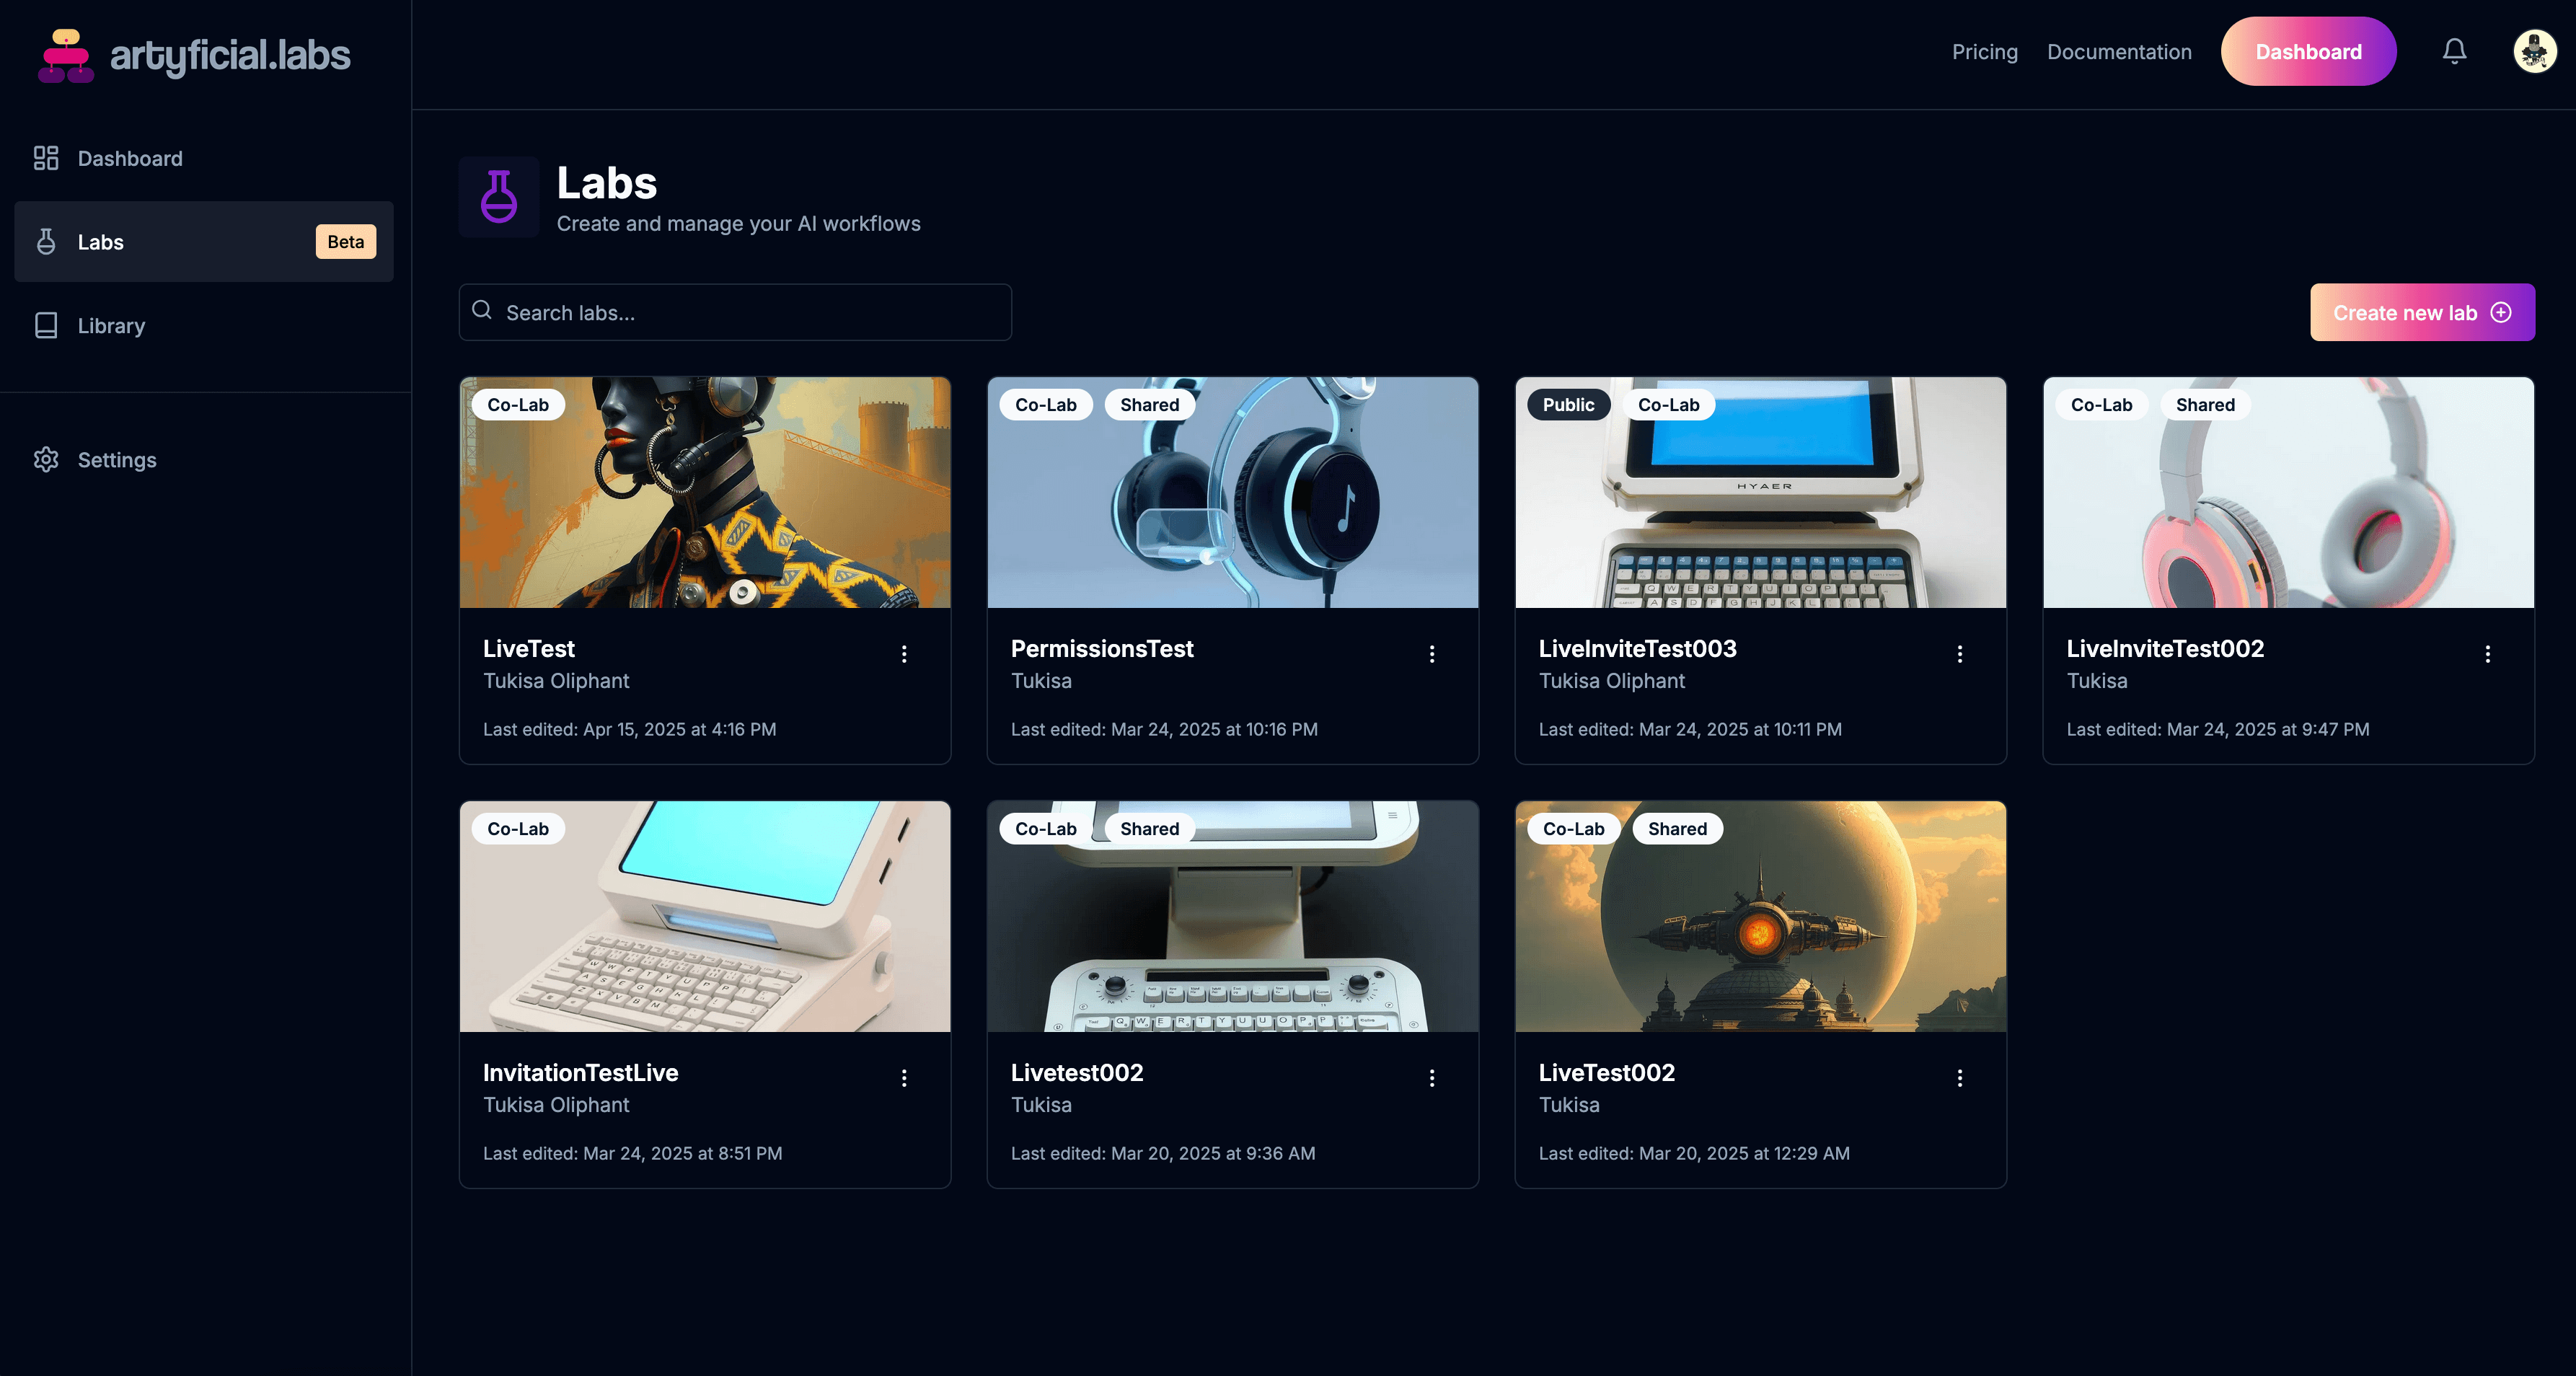 artyficial.labs
Pricing
Documentation
Dashboard
Dashboard
Labs
Beta
Library
Settings
Labs
Create and manage your AI workflows
Search labs...
Create new lab
Co-Lab
LiveTest
Tukisa Oliphant
Last edited: Apr 15, 2025 at 4:16 PM
Co-Lab Shared
PermissionsTest
Tukisa
Last edited: Mar 24, 2025 at 10:16 PM
Public Co-Lab
HYAER
LiveInviteTest003
Tukisa Oliphant
Last edited: Mar 24, 2025 at 10:11 PM
Co-Lab Shared
LiveInviteTest002
Tukisa
Last edited: Mar 24, 2025 at 9:47 PM
Co-Lab
InvitationTestLive
Tukisa Oliphant
Last edited: Mar 24, 2025 at 8:51 PM
Co-Lab Shared
Livetest002
Tukisa
Last edited: Mar 20, 2025 at 9:36 AM
Co-Lab Shared
LiveTest002
Tukisa
Last edited: Mar 20, 2025 at 12:29 AM